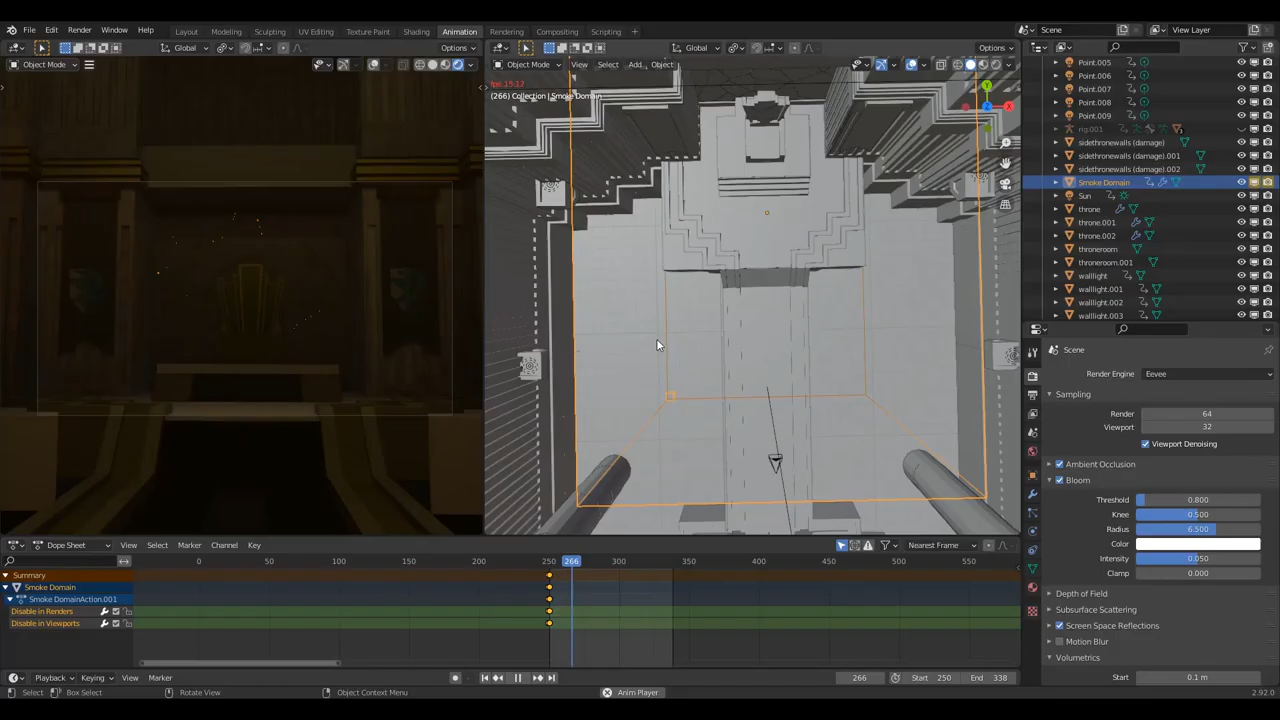 File Edit Render Window Help Layout Modeling Sculpting UV Editing Texture Paint Shading Animation Rendering Compositing Scripting + Scene View Layer
Global Options Global Options
Object Mode Object Mode View Select Add Object
fps: 15.12
(266) Collection | Smoke Domain
Point.005
Point.006
Point.007
Point.008
Point.009
rig.001
sidethronewalls (damage)
sidethronewalls (damage).001
sidethronewalls (damage).002
Smoke Domain
Sun
throne
throne.001
throne.002
throneroom
throneroom.001
walllight
walllight.001
walllight.002
walllight.003
Scene
Render Engine Eevee
Sampling
Render 64
Viewport 32
Viewport Denoising
Ambient Occlusion
Bloom
Threshold 0.800
Knee 0.500
Radius 6.500
Color
Intensity 0.050
Clamp 0.000
Depth of Field
Subsurface Scattering
Screen Space Reflections
Motion Blur
Volumetrics
Start 0.1 m
Dope Sheet View Select Marker Channel Key Nearest Frame
0 50 100 150 200 250 266 300 350 400 450 500 550
Summary
Smoke Domain
Smoke DomainAction.001
Disable in Renders
Disable in Viewports
Playback Keying View Marker 266 Start 250 End 338
Select Box Select Rotate View Object Context Menu Anim Player 2.92.0